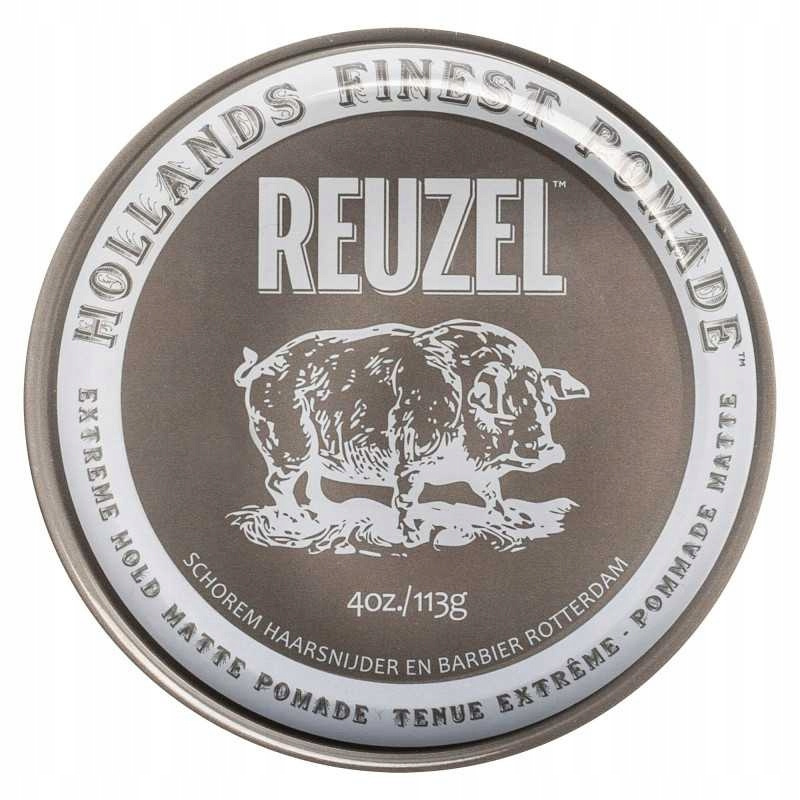 HOLLANDS FINEST POMADE™
REUZEL™
4oz./113g
SCHOREM HAARSNIJDER EN BARBIER ROTTERDAM
EXTREME HOLD MATTE POMADE TENUE EXTRÊME - POMMADE MATTE